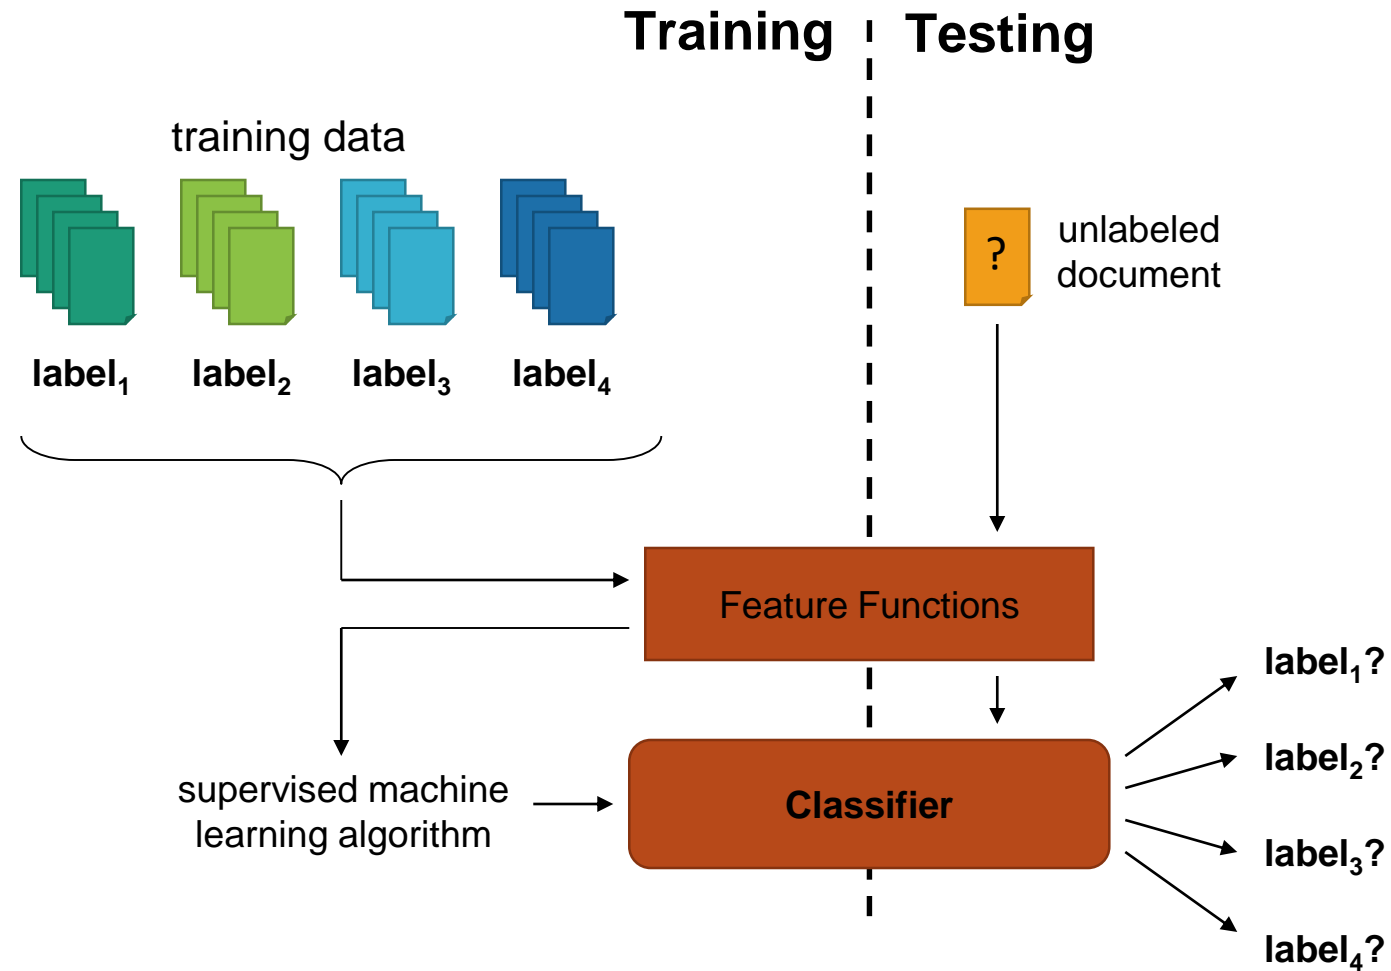 Training
Testing
training data
label₁
label₂
label₃
label₄
?
unlabeled
document
Feature Functions
supervised machine
learning algorithm
Classifier
label₁?
label₂?
label₃?
label₄?